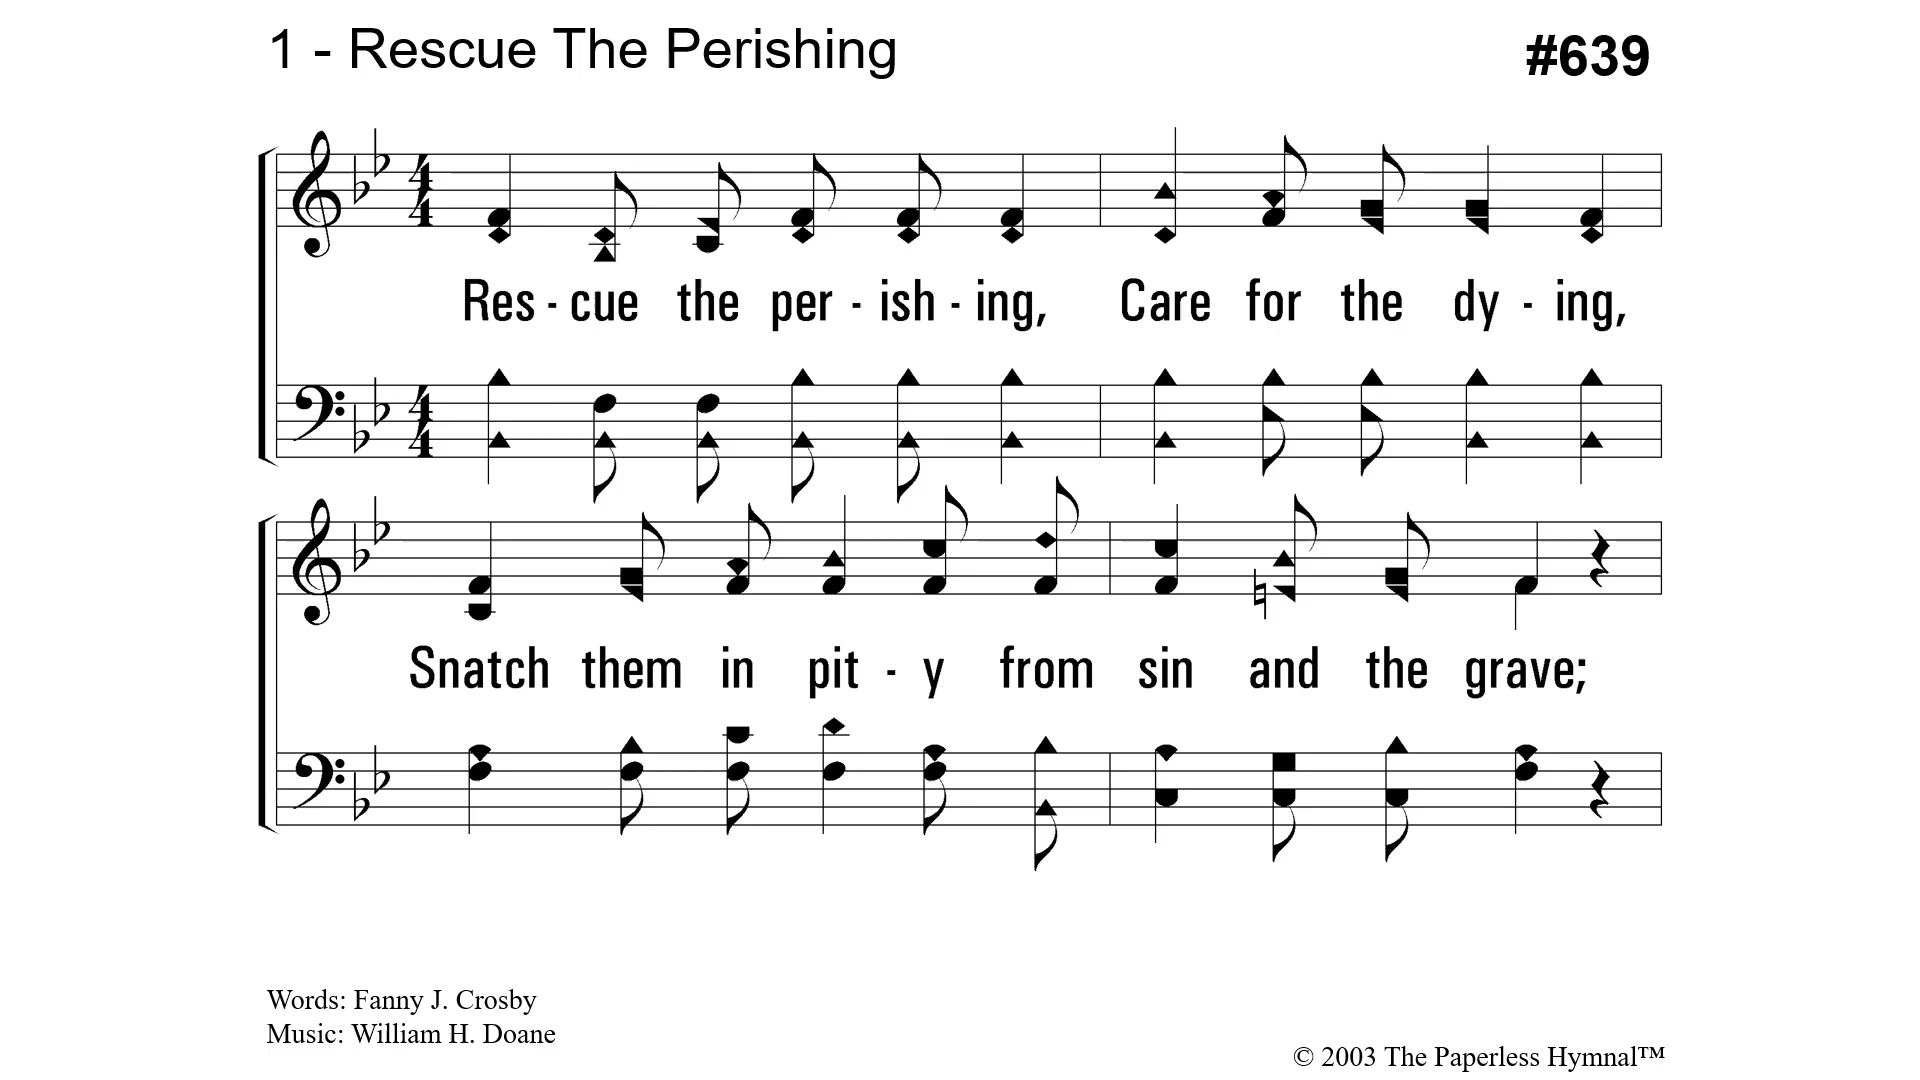 1 - Rescue The Perishing
#639
Res - cue the per - ish - ing, Care for the dy - ing,
Snatch them in pit - y from sin and the grave;
Words: Fanny J. Crosby
Music: William H. Doane
© 2003 The Paperless Hymnal™